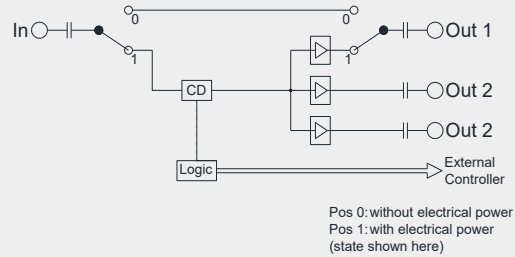 0
0
In
Out 1
1
1
CD
Out 2
Out 2
Logic
External
Controller
Pos 0: without electrical power
Pos 1: with electrical power
(state shown here)